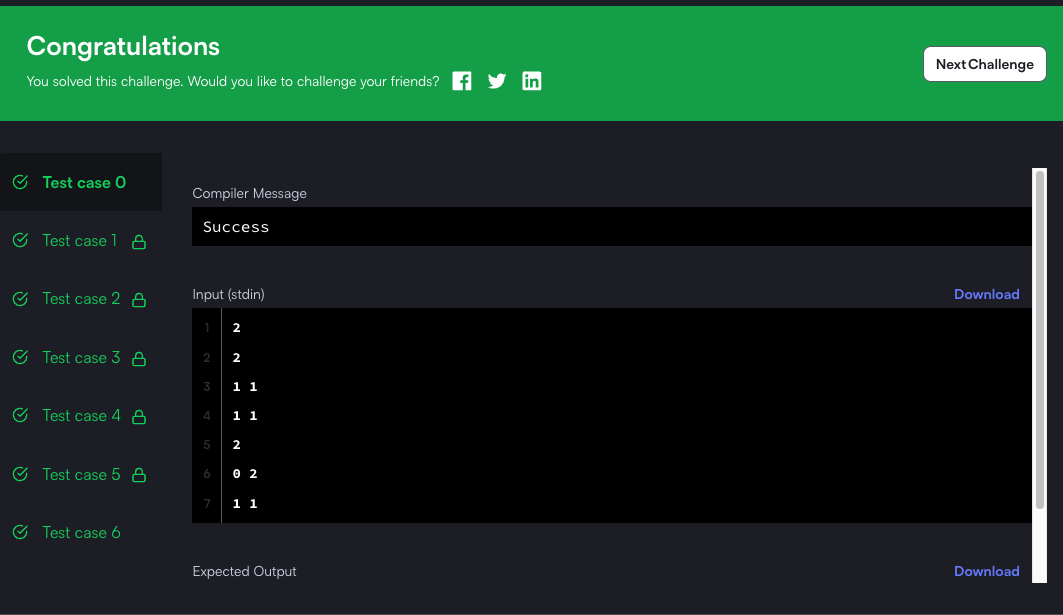 Congratulations
You solved this challenge. Would you like to challenge your friends?
Next Challenge
Test case 0
Test case 1
Test case 2
Test case 3
Test case 4
Test case 5
Test case 6
Compiler Message
Success
Input (stdin)
Download
1 2
2 2
3 1 1
4 1 1
5 2
6 0 2
7 1 1
Expected Output
Download